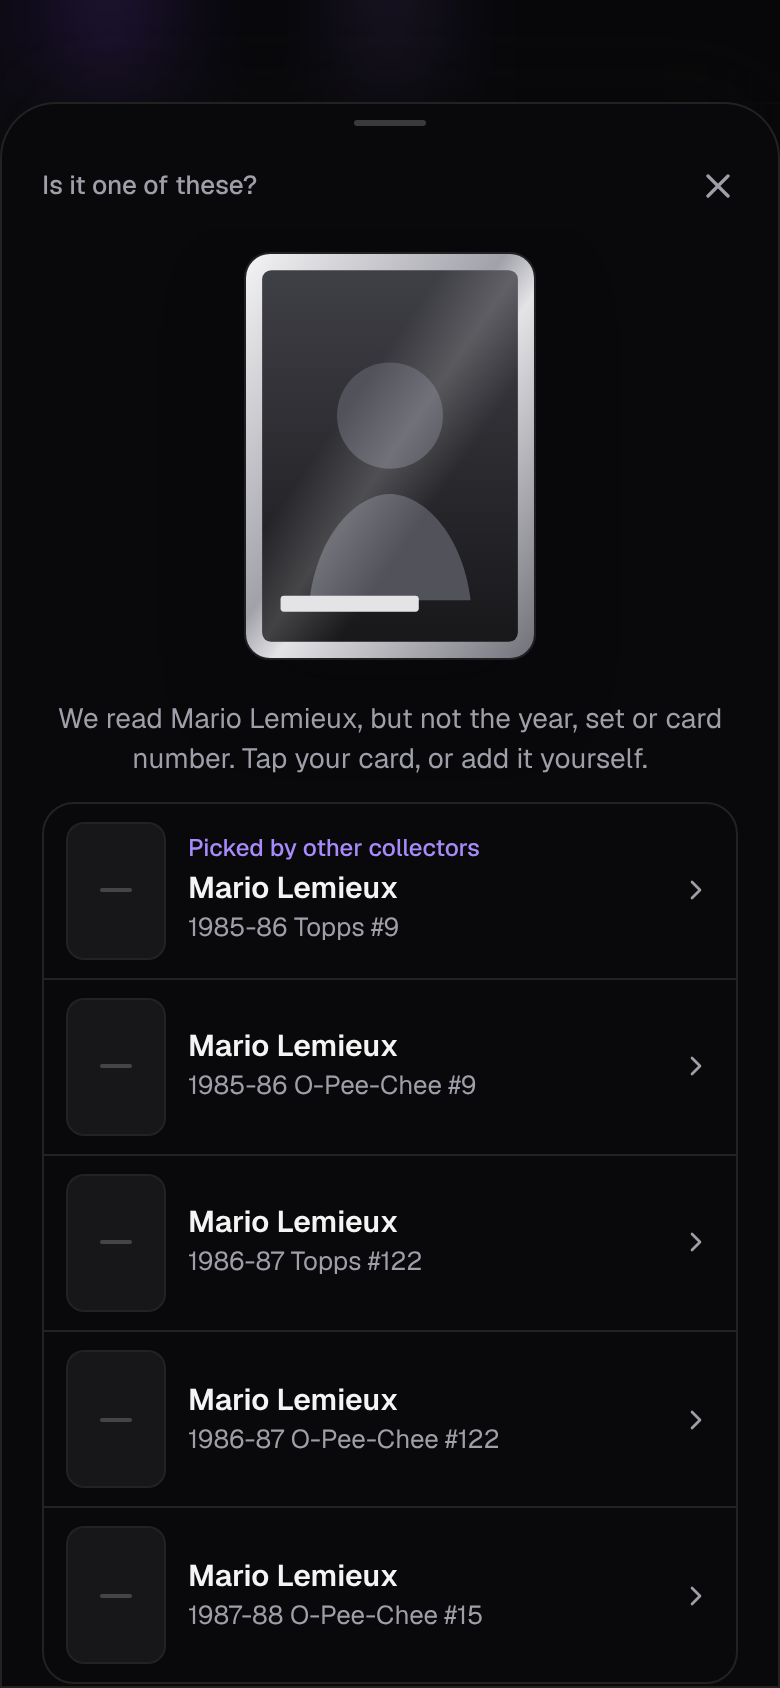 Is it one of these?
We read Mario Lemieux, but not the year, set or card
number. Tap your card, or add it yourself.
Picked by other collectors
Mario Lemieux
1985-86 Topps #9
Mario Lemieux
1985-86 O-Pee-Chee #9
Mario Lemieux
1986-87 Topps #122
Mario Lemieux
1986-87 O-Pee-Chee #122
Mario Lemieux
1987-88 O-Pee-Chee #15